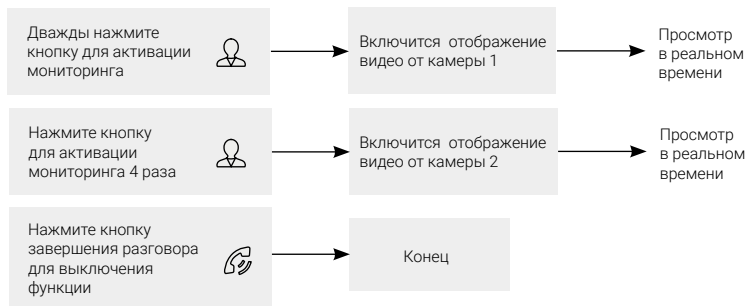 Дважды нажмите
кнопку для активации
мониторинга
Включится отображение
видео от камеры 1
Просмотр
в реальном
времени
Нажмите кнопку
для активации
мониторинга 4 раза
Включится отображение
видео от камеры 2
Просмотр
в реальном
времени
Нажмите кнопку
завершения разговора
для выключения
функции
Конец